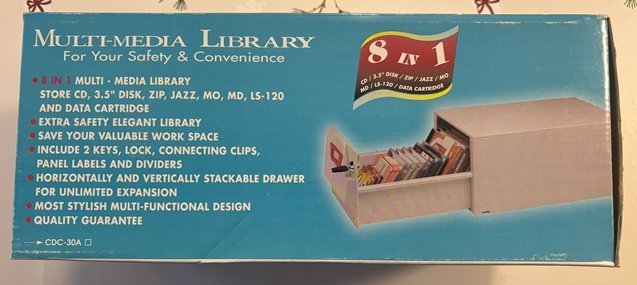 MULTI-MEDIA LIBRARY
For Your Safety & Convenience
• 8 IN 1 MULTI - MEDIA LIBRARY
STORE CD, 3.5" DISK, ZIP, JAZZ, MO, MD, LS-120
AND DATA CARTRIDGE
• EXTRA SAFETY ELEGANT LIBRARY
• SAVE YOUR VALUABLE WORK SPACE
• INCLUDE 2 KEYS, LOCK, CONNECTING CLIPS,
PANEL LABELS AND DIVIDERS
• HORIZONTALLY AND VERTICALLY STACKABLE DRAWER
FOR UNLIMITED EXPANSION
• MOST STYLISH MULTI-FUNCTIONAL DESIGN
• QUALITY GUARANTEE
CDC-30A
8 IN 1
CD / 3.5" DISK / ZIP / JAZZ / MO
MD / LS-120 / DATA CARTRIDGE